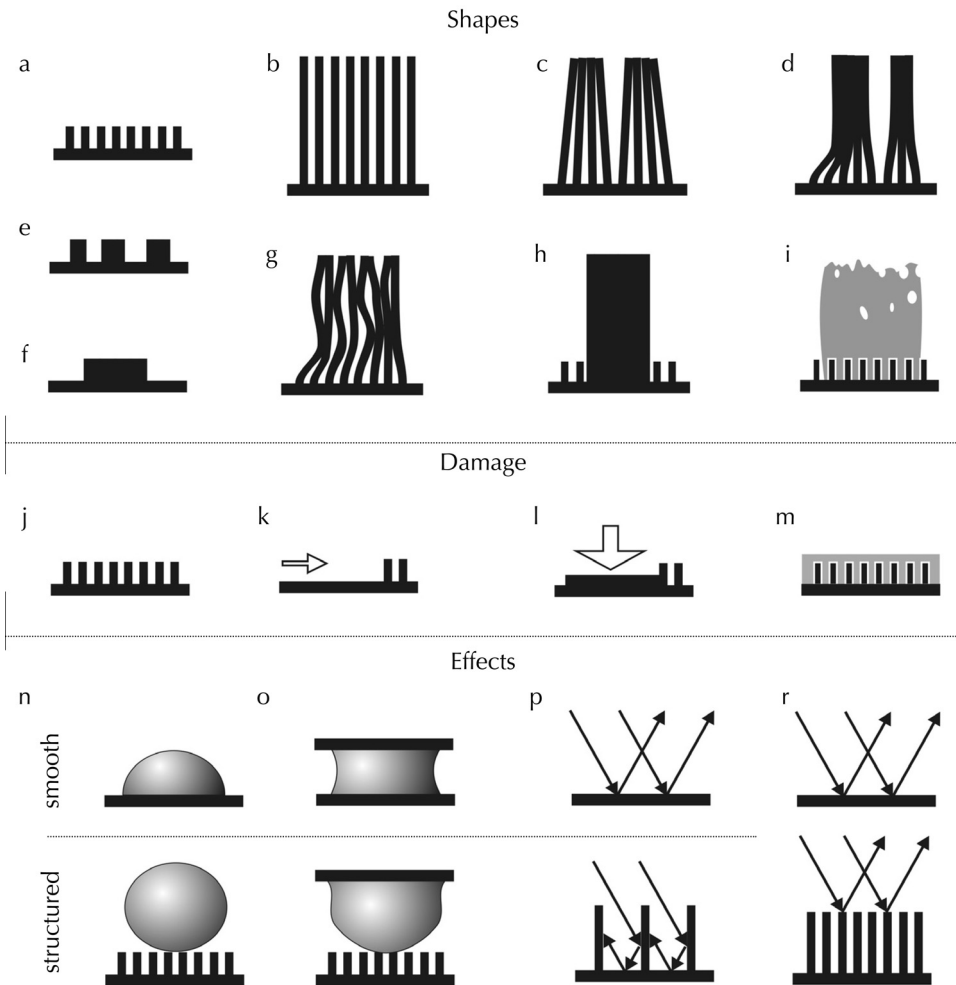 Shapes
a b c d
e
g h i
f
Damage
j k l m
Effects
n o p r
smooth
structured